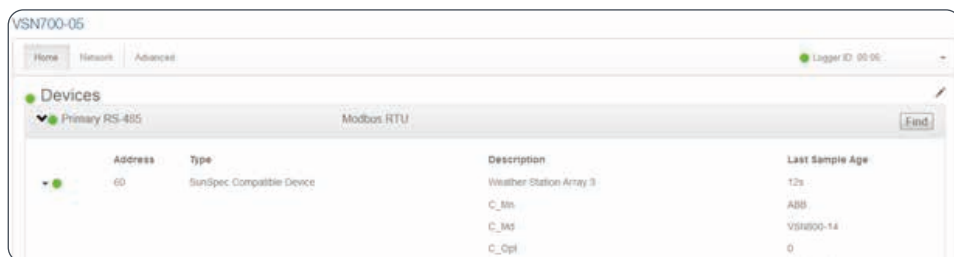 VSN700-05
Home Network Advanced Logger ID: 00:06:
Devices
Primary RS-485 Modbus RTU Find
Address Type Description Last Sample Age
60 SunSpec Compatible Device Weather Station Array 3 12s
C_Mn ABB
C_Md VSN800-14
C_Opt 0